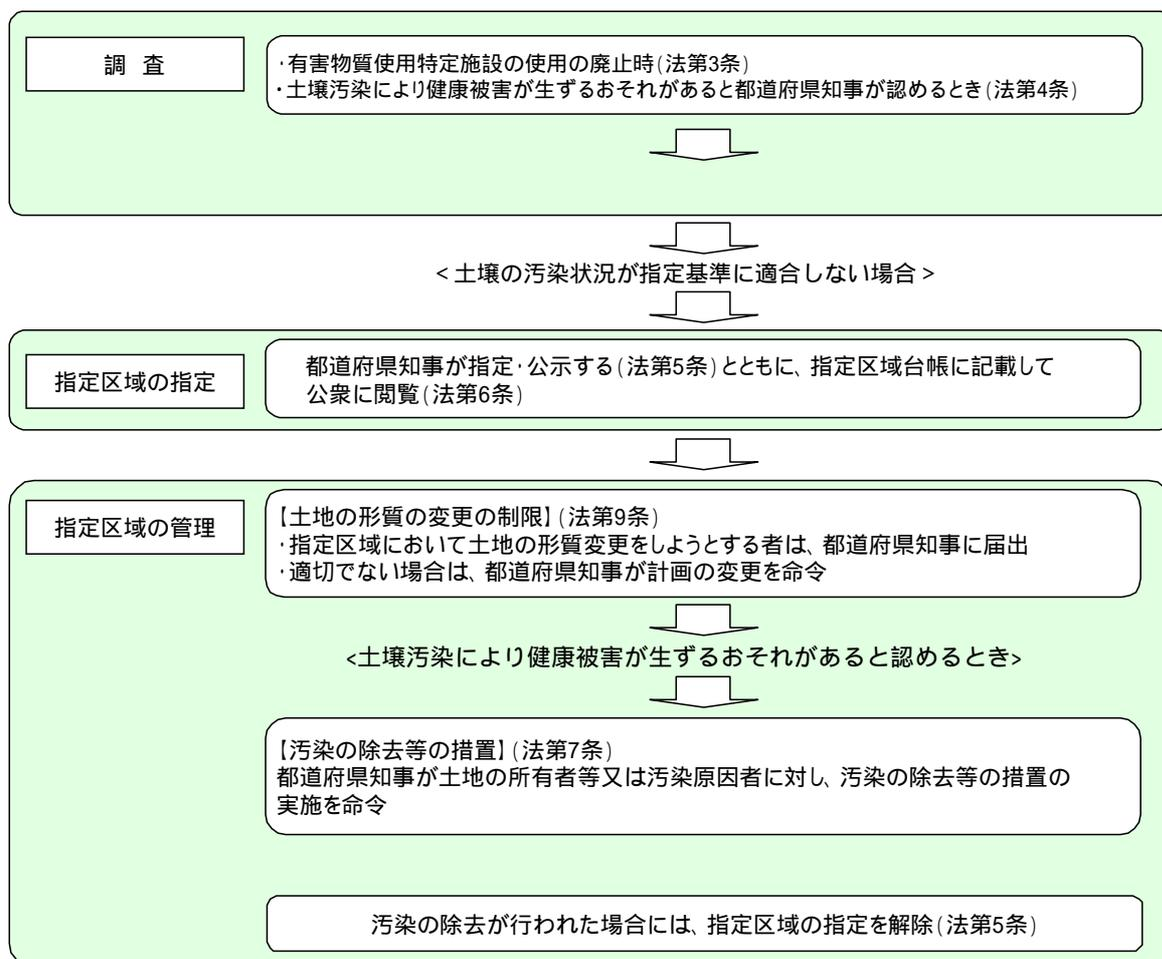 調 査
･有害物質使用特定施設の使用の廃止時(法第3条)
･土壌汚染により健康被害が生ずるおそれがあると都道府県知事が認めるとき(法第4条)
<土壌の汚染状況が指定基準に適合しない場合>
指定区域の指定
都道府県知事が指定･公示する(法第5条)とともに、指定区域台帳に記載して
公衆に閲覧(法第6条)
指定区域の管理
【土地の形質の変更の制限】(法第9条)
･指定区域において土地の形質変更をしようとする者は、都道府県知事に届出
･適切でない場合は、都道府県知事が計画の変更を命令
<土壌汚染により健康被害が生ずるおそれがあると認めるとき>
【汚染の除去等の措置】(法第7条)
都道府県知事が土地の所有者等又は汚染原因者に対し、汚染の除去等の措置の
実施を命令
汚染の除去が行われた場合には、指定区域の指定を解除(法第5条)